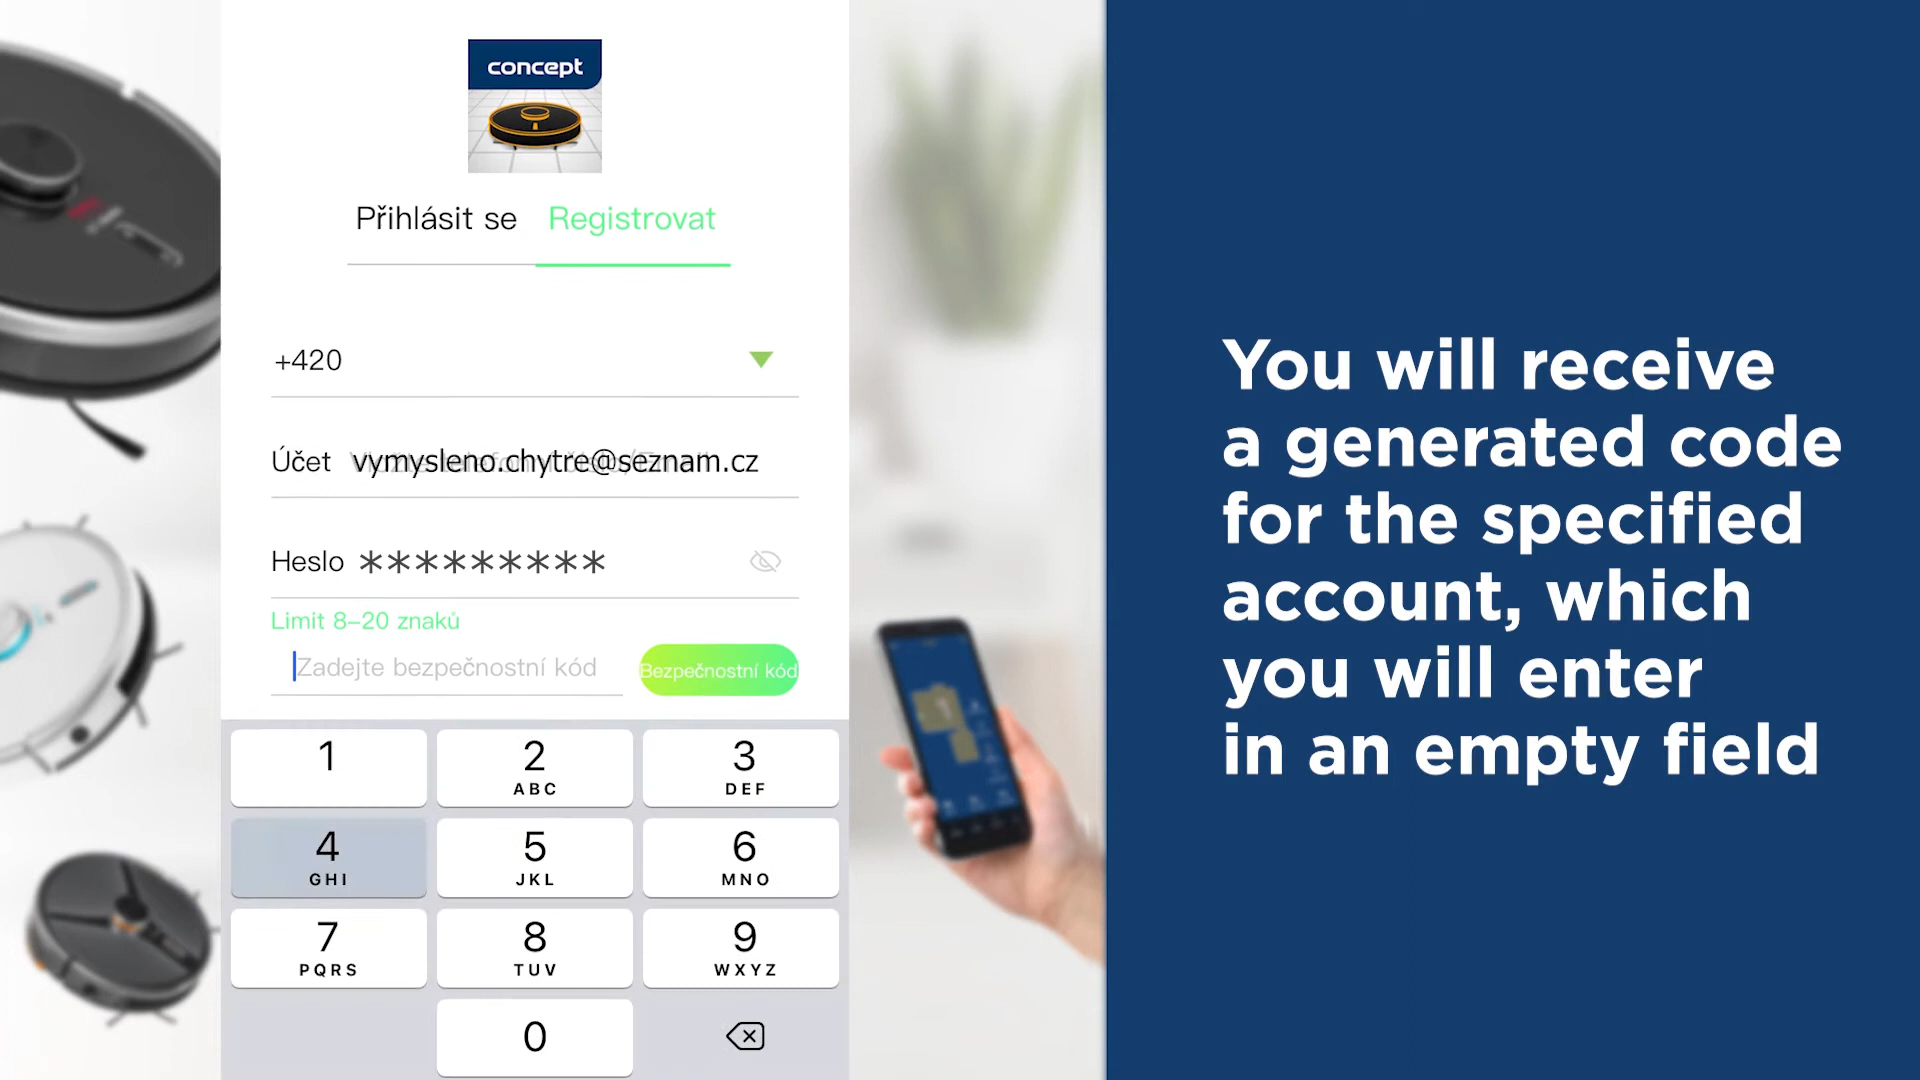 concept
Přihlásit se Registrovat
+420
Účet vymysleno.chytre@seznam.cz
Heslo *********
Limit 8–20 znaků
Zadejte bezpečnostní kód Bezpečnostní kód
1 2 3
ABC DEF
4 5 6
GHI JKL MNO
7 8 9
PQRS TUV WXYZ
0
You will receive
a generated code
for the specified
account, which
you will enter
in an empty field